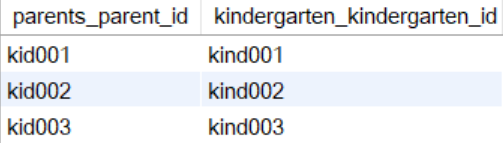 parents_parent_id kindergarten_kindergarten_id
kid001 kind001
kid002 kind002
kid003 kind003